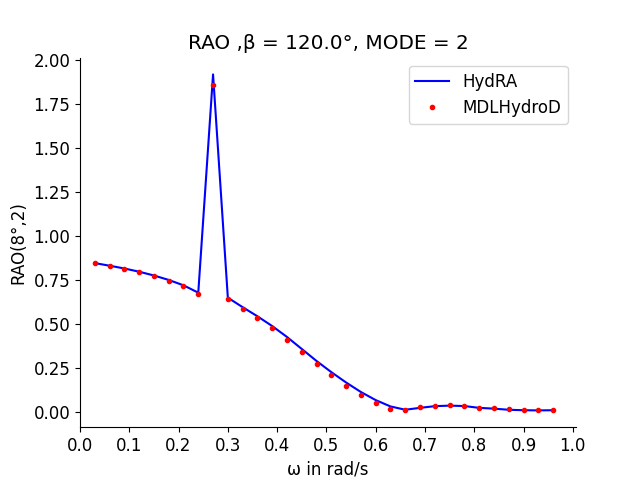 RAO ,β = 120.0°, MODE = 2
HydRA
MDLHydroD
RAO(8°,2)
2.00
1.75
1.50
1.25
1.00
0.75
0.50
0.25
0.00
0.0 0.1 0.2 0.3 0.4 0.5 0.6 0.7 0.8 0.9 1.0
ω in rad/s